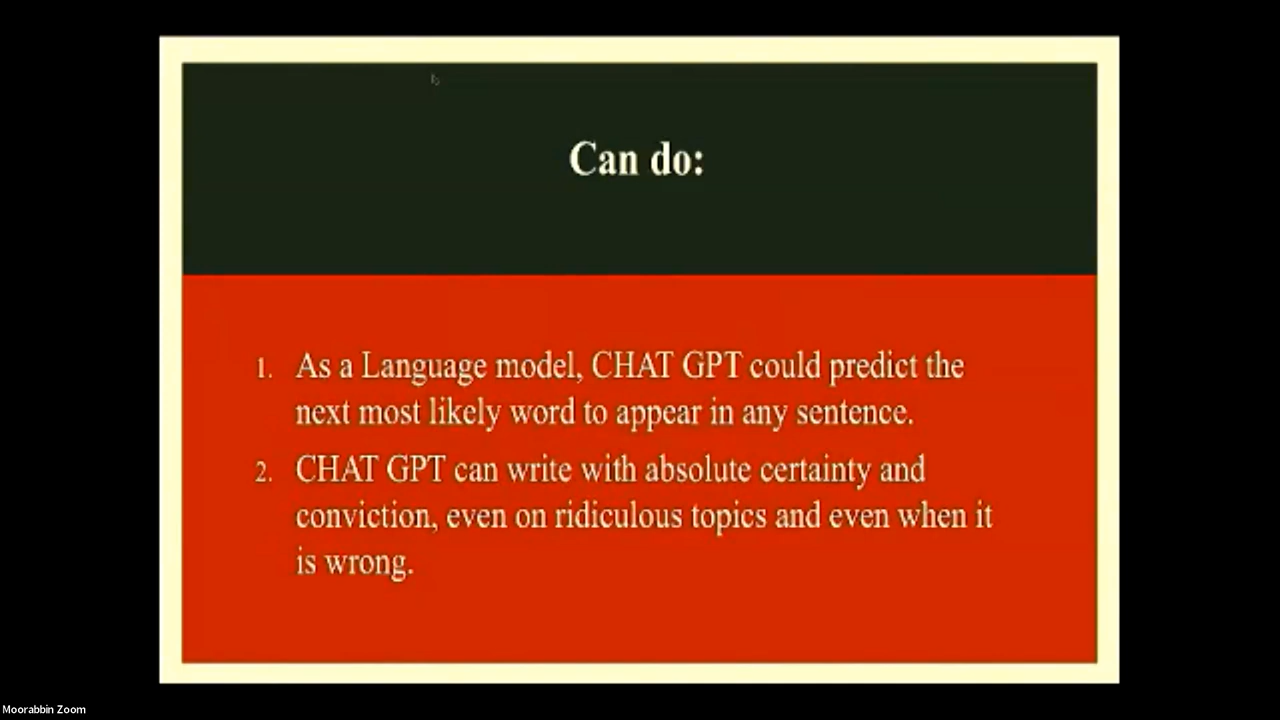 Can do:
1. As a Language model, CHAT GPT could predict the
next most likely word to appear in any sentence.
2. CHAT GPT can write with absolute certainty and
conviction, even on ridiculous topics and even when it
is wrong.
Moorabbin Zoom